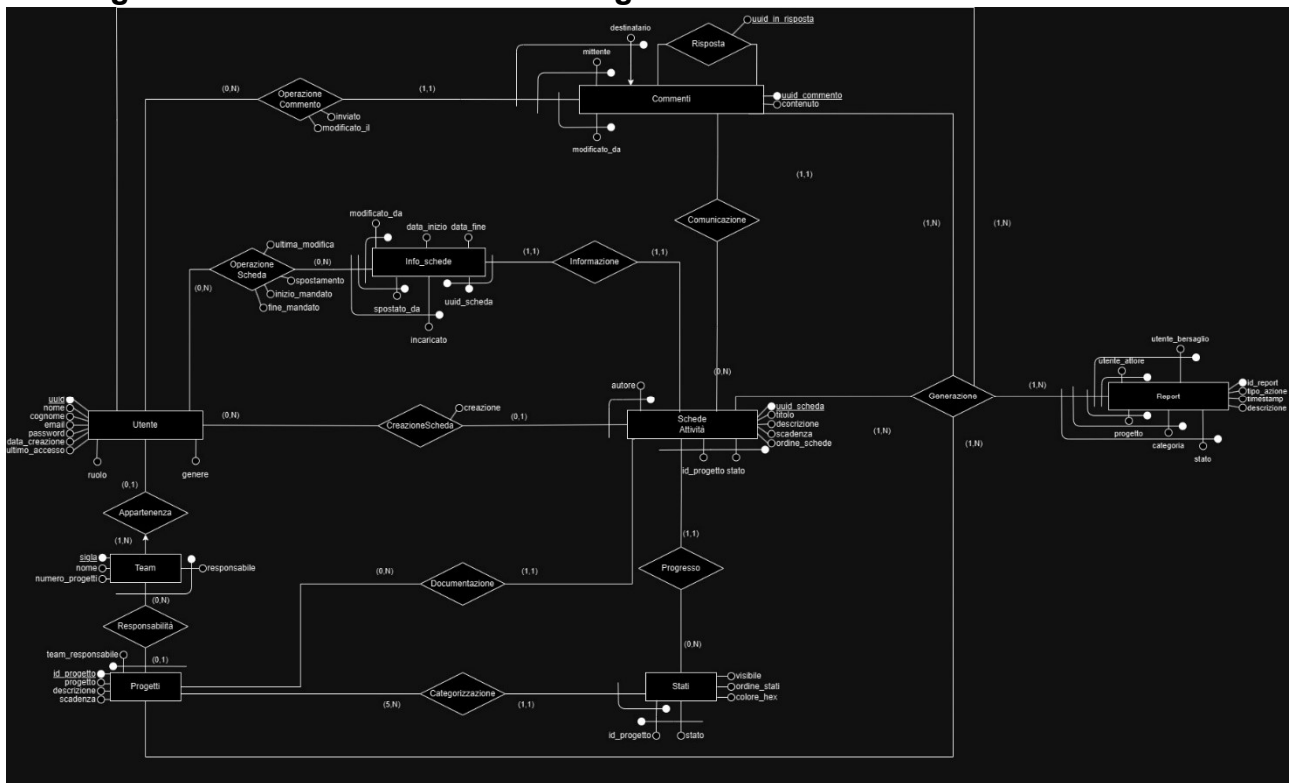 uuid_in_risposta
destinatario
Risposta
mittente
(0,N)
Operazione
Commento
(1,1)
inviato
modificato_il
Commenti
uuid_commento
contenuto
modificato_da
(1,1)
Comunicazione
(1,N)
(1,N)
modificato_da
data_inizio
data_fine
ultima_modifica
Operazione
Scheda
(0,N)
(0,N)
spostamento
inizio_mandato
fine_mandato
Info_schede
(1,1)
Informazione
(1,1)
spostato_da
uuid_scheda
incaricato
utente_bersaglio
utente_attore
(0,N)
autore
uuid
nome
cognome
email
password
data_creazione
ultimo_accesso
Utente
(0,N)
creazione
CreazioneScheda
(0,1)
Schede
Attività
uuid_scheda
titolo
descrizione
scadenza
ordine_schede
(1,N)
Generazione
(1,N)
Report
id_report
tipo_azione
timestamp
descrizione
progetto
categoria
stato
ruolo
genere
id_progetto
stato
(1,N)
(0,1)
Appartenenza
(1,N)
(1,1)
sigla
nome
numero_progetti
Team
responsabile
(0,N)
Documentazione
(1,1)
Progresso
(0,N)
Responsabilità
(0,N)
team_responsabile
(0,1)
id_progetto
progetto
descrizione
scadenza
Progetti
(5,N)
Categorizzazione
(1,1)
Stati
visibile
ordine_stati
colore_hex
id_progetto
stato